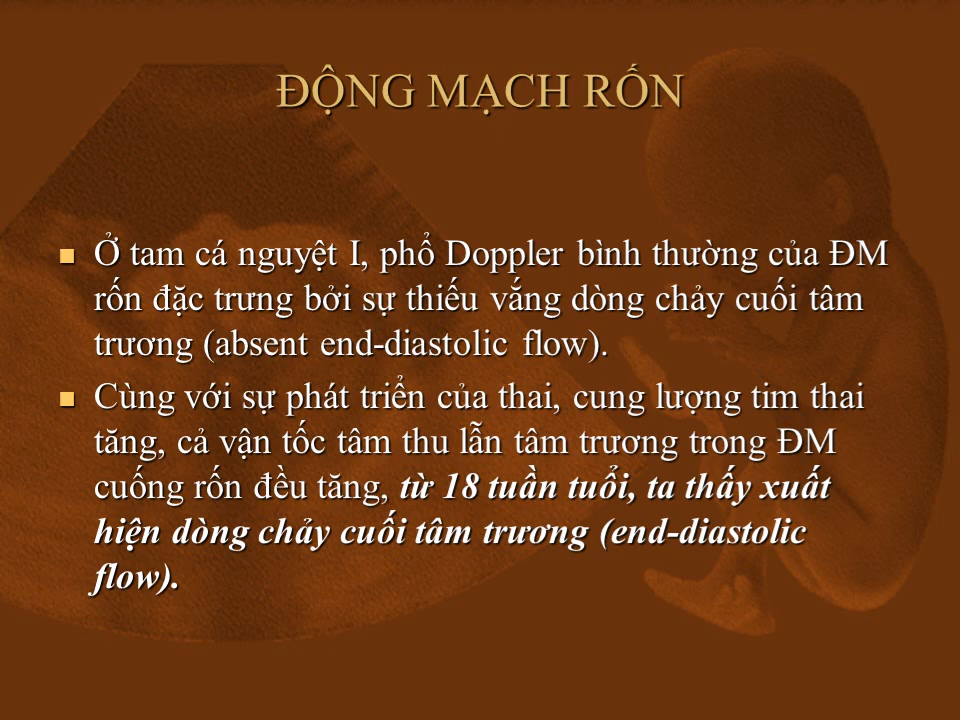 ĐỘNG MẠCH RỐN
Ở tam cá nguyệt I, phổ Doppler bình thường của ĐM
rốn đặc trưng bởi sự thiếu vắng dòng chảy cuối tâm
trương (absent end-diastolic flow).
Cùng với sự phát triển của thai, cung lượng tim thai
tăng, cả vận tốc tâm thu lẫn tâm trương trong ĐM
cuống rốn đều tăng, từ 18 tuần tuổi, ta thấy xuất
hiện dòng chảy cuối tâm trương (end-diastolic
flow).